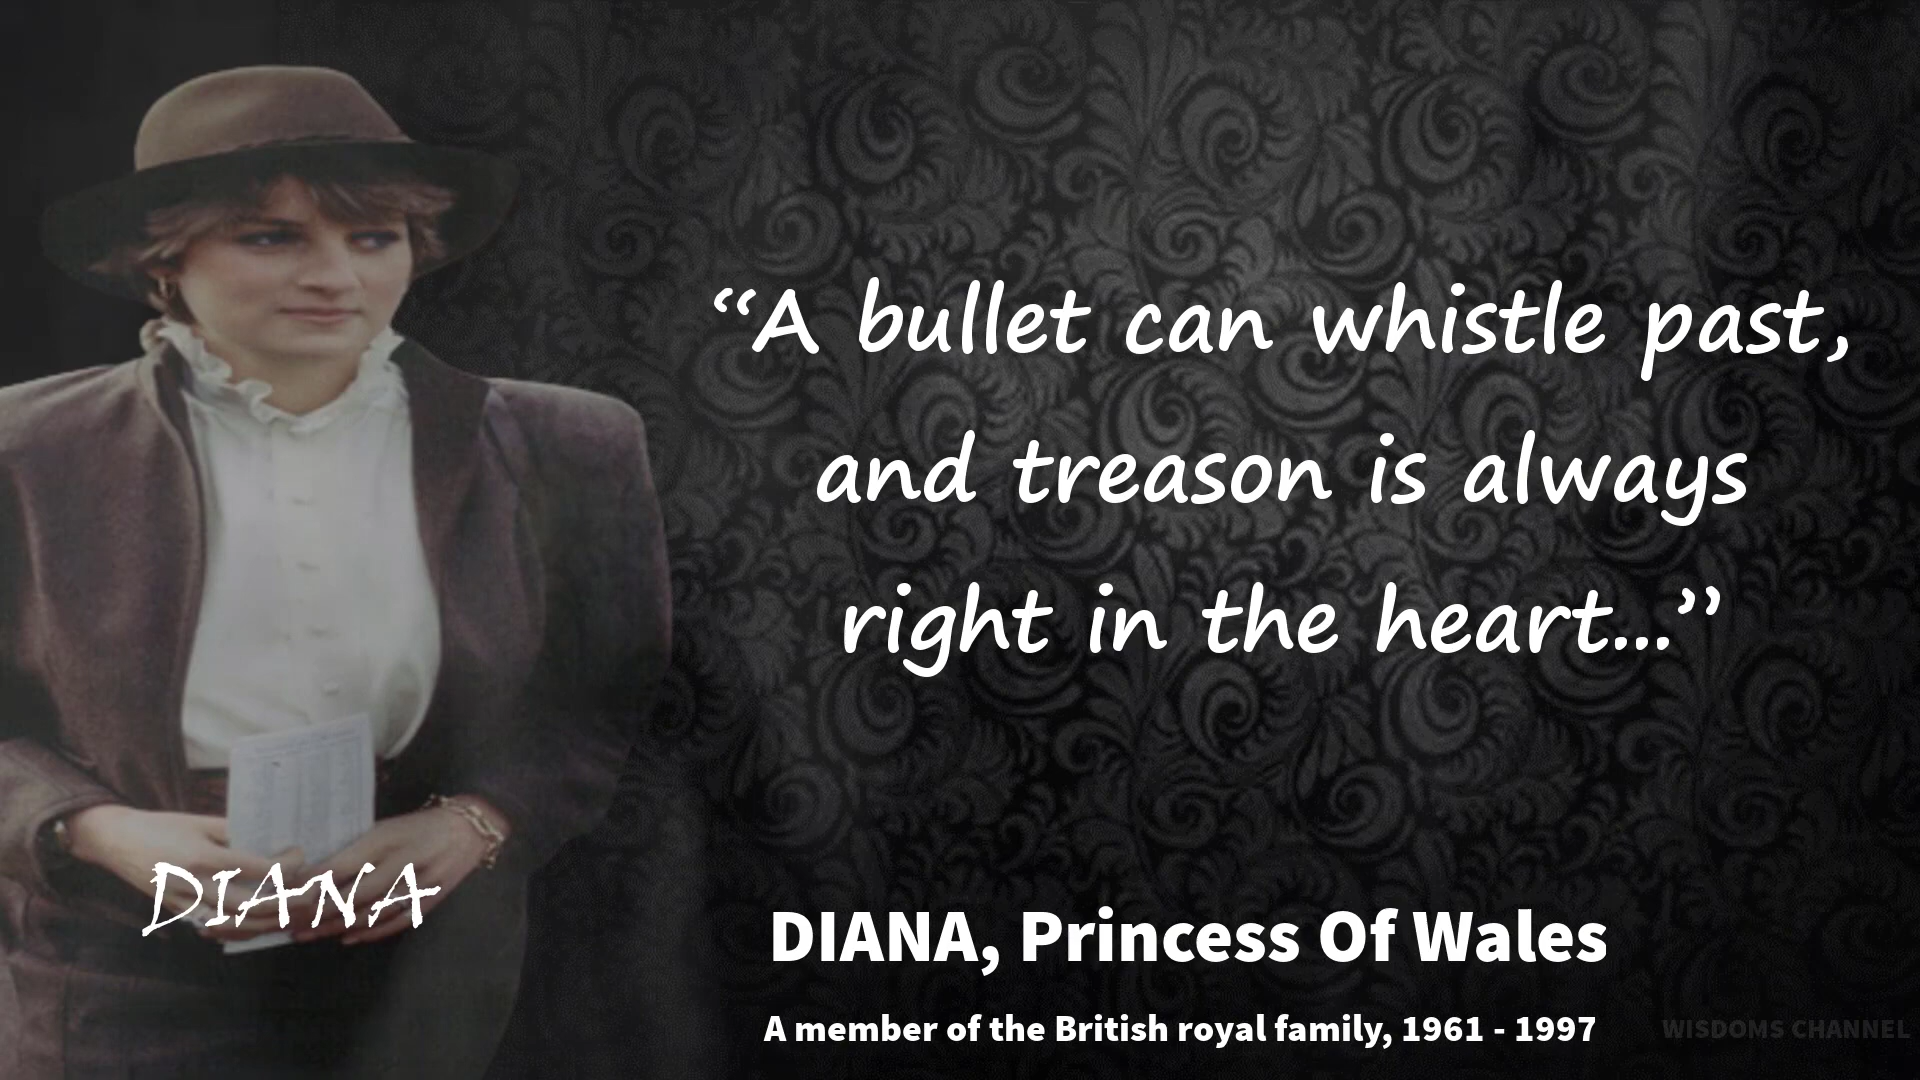 “A bullet can whistle past,
and treason is always
right in the heart...”
DIANA
DIANA, Princess Of Wales
A member of the British royal family, 1961 - 1997
WISDOMS CHANNEL